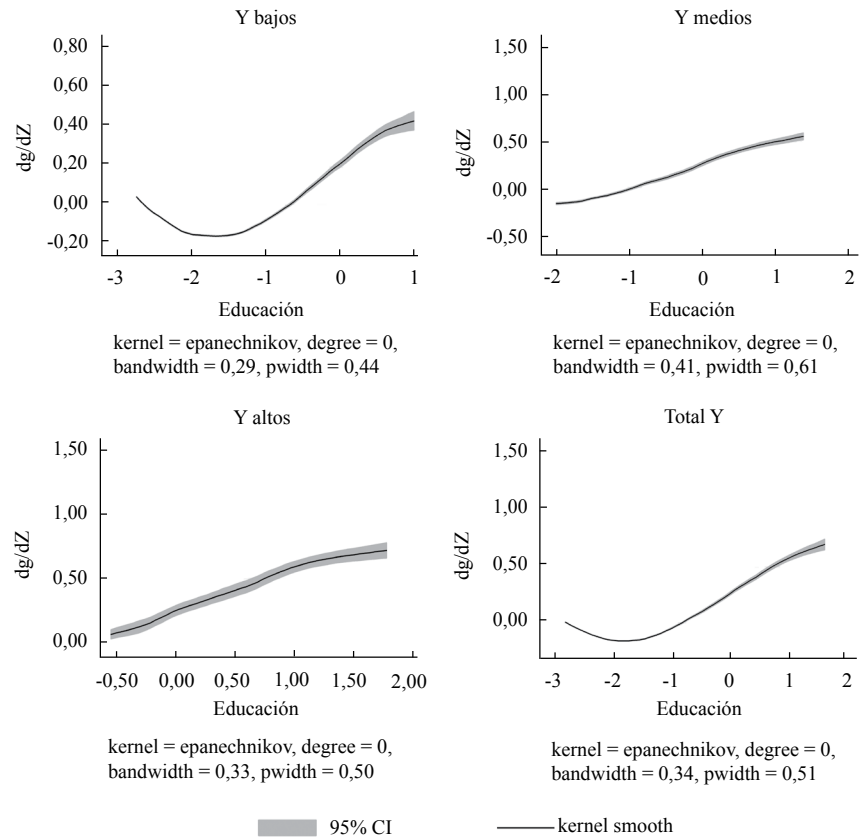 Y bajos
0,80
0,60
0,40
0,20
0,00
-0,20
dg/dZ
-3 -2 -1 0 1
Educación
kernel = epanechnikov, degree = 0,
bandwidth = 0,29, pwidth = 0,44
Y medios
1,50
1,00
0,50
0,00
-0,50
dg/dZ
-2 -1 0 1 2
Educación
kernel = epanechnikov, degree = 0,
bandwidth = 0,41, pwidth = 0,61
Y altos
1,50
1,00
0,50
0,00
dg/dZ
-0,50 0,00 0,50 1,00 1,50 2,00
Educación
kernel = epanechnikov, degree = 0,
bandwidth = 0,33, pwidth = 0,50
Total Y
1,50
1,00
0,50
0,00
dg/dZ
-3 -2 -1 0 1 2
Educación
kernel = epanechnikov, degree = 0,
bandwidth = 0,34, pwidth = 0,51
95% CI kernel smooth